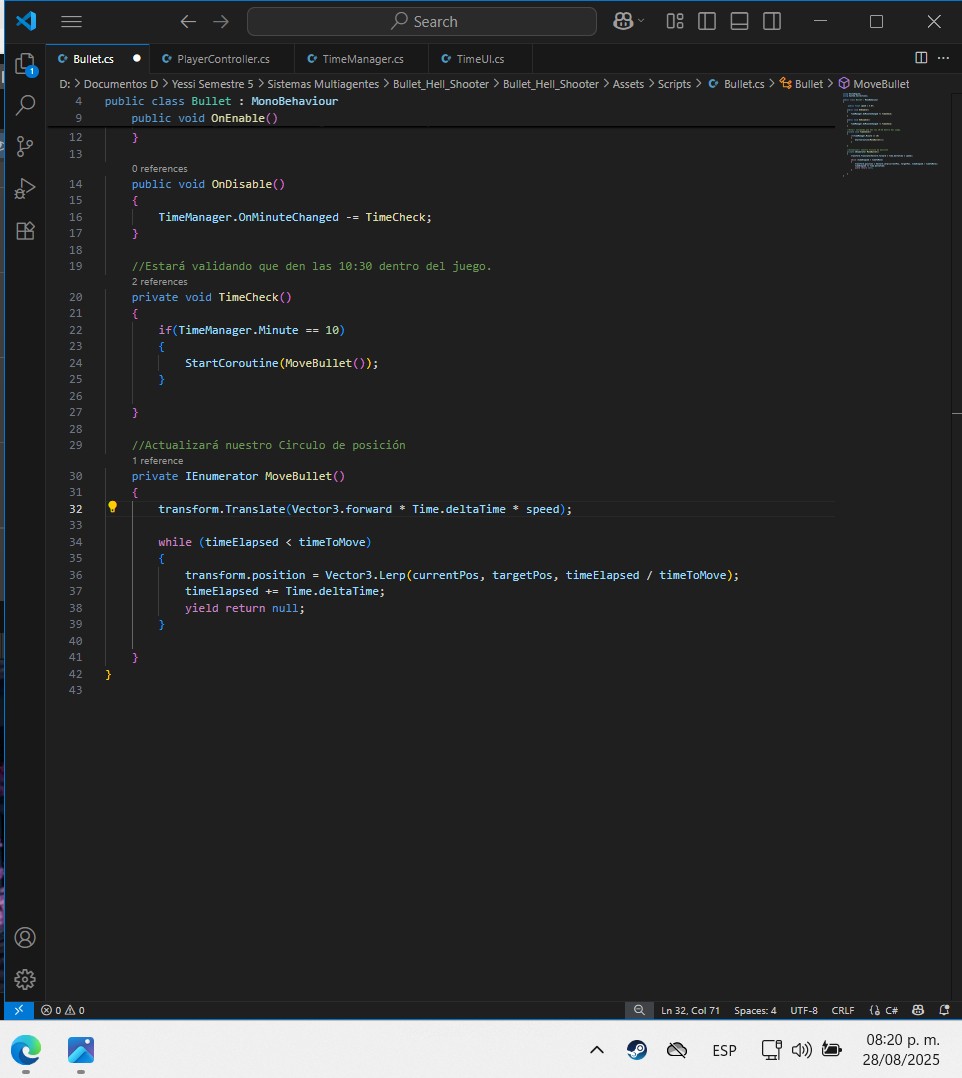 Search
Bullet.cs
PlayerController.cs
TimeManager.cs
TimeUI.cs
1
D: > Documentos D > Yessi Semestre 5 > Sistemas Multiagentes > Bullet_Hell_Shooter > Bullet_Hell_Shooter > Assets > Scripts > Bullet.cs > Bullet > MoveBullet
4 public class Bullet : MonoBehaviour
9 public void OnEnable()
12 }
13
0 references
14 public void OnDisable()
15 {
16 TimeManager.OnMinuteChanged -= TimeCheck;
17 }
18
19 //Estará validando que den las 10:30 dentro del juego.
2 references
20 private void TimeCheck()
21 {
22 if(TimeManager.Minute == 10)
23 {
24 StartCoroutine(MoveBullet());
25 }
26
27 }
28
29 //Actualizará nuestro Circulo de posición
1 reference
30 private IEnumerator MoveBullet()
31 {
32 transform.Translate(Vector3.forward * Time.deltaTime * speed);
33
34 while (timeElapsed < timeToMove)
35 {
36 transform.position = Vector3.Lerp(currentPos, targetPos, timeElapsed / timeToMove);
37 timeElapsed += Time.deltaTime;
38 yield return null;
39 }
40
41 }
42 }
43
0 0
Ln 32, Col 71
Spaces: 4
UTF-8
CRLF
{} C#
ESP
08:20 p. m.
28/08/2025